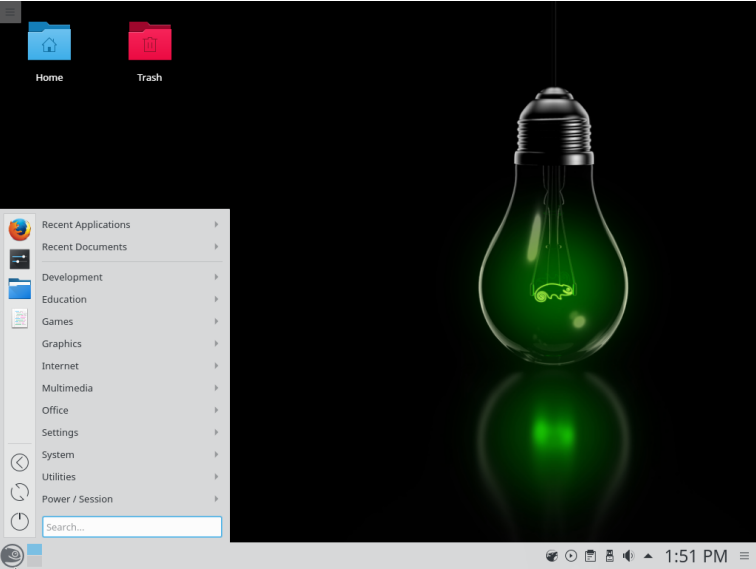 Home
Trash
Recent Applications
Recent Documents
Development
Education
Games
Graphics
Internet
Multimedia
Office
Settings
System
Utilities
Power / Session
Search...
1:51 PM